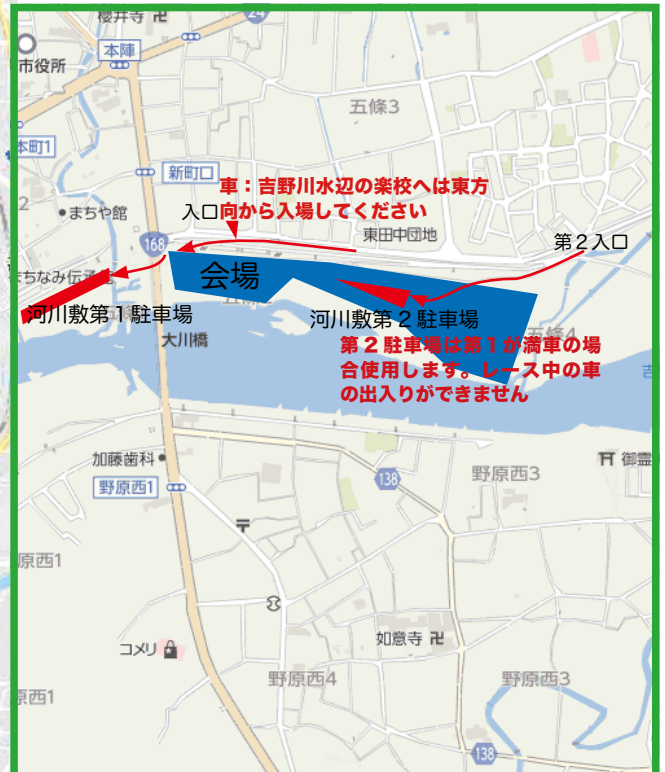 櫻井寺
24
市役所
本陣
五條3
本町1
新町口
2
まちや館
車：吉野川水辺の楽校へは東方
向から入場してください
入口
東田中団地
第２入口
168
まちなみ伝承館
会場
河川敷第１駐車場
河川敷第２駐車場
五條4
大川橋
第２駐車場は第１が満車の場
合使用します。レース中の車
の出入りができません
加藤歯科
野原西1
138
野原西3
御霊
原西1
如意寺
コメリ
野原西4
野原西3
原西1
138